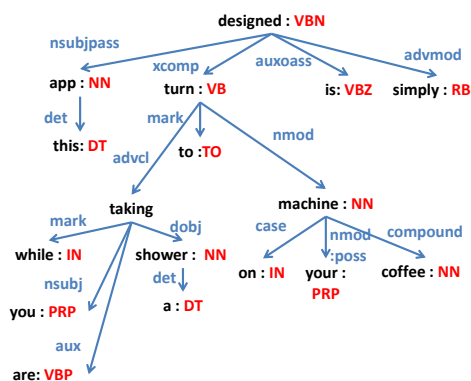 designed : VBN
nsubjpass
xcomp
auxoass
advmod
app : NN
turn : VB
is: VBZ
simply : RB
det
mark
nmod
this: DT
advcl
to :TO
taking
machine : NN
mark
dobj
case
nmod
:poss
compound
while : IN
shower : NN
on : IN
your :
PRP
coffee : NN
nsubj
det
you : PRP
a : DT
aux
are: VBP